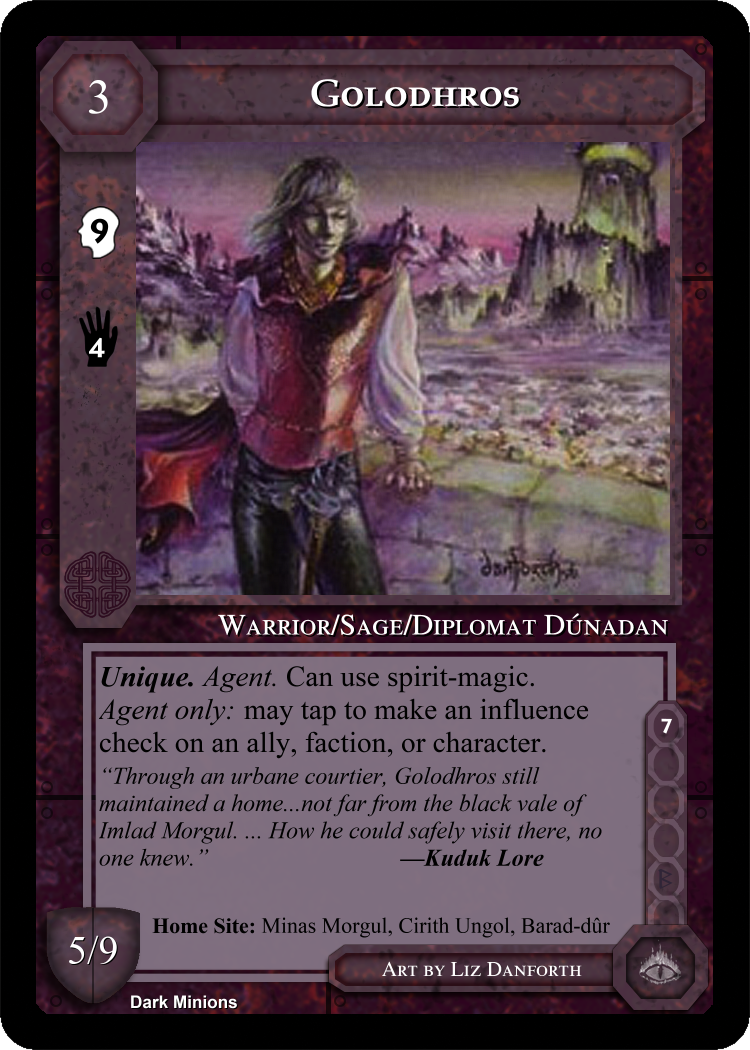 3
GOLODHROS
9
4
danforth
WARRIOR/SAGE/DIPLOMAT DÚNADAN
Unique. Agent. Can use spirit-magic.
Agent only: may tap to make an influence
check on an ally, faction, or character.
7
“Through an urbane courtier, Golodhros still
maintained a home...not far from the black vale of
Imlad Morgul. ... How he could safely visit there, no
one knew.” —Kuduk Lore
Home Site: Minas Morgul, Cirith Ungol, Barad-dûr
5/9
ART BY LIZ DANFORTH
Dark Minions